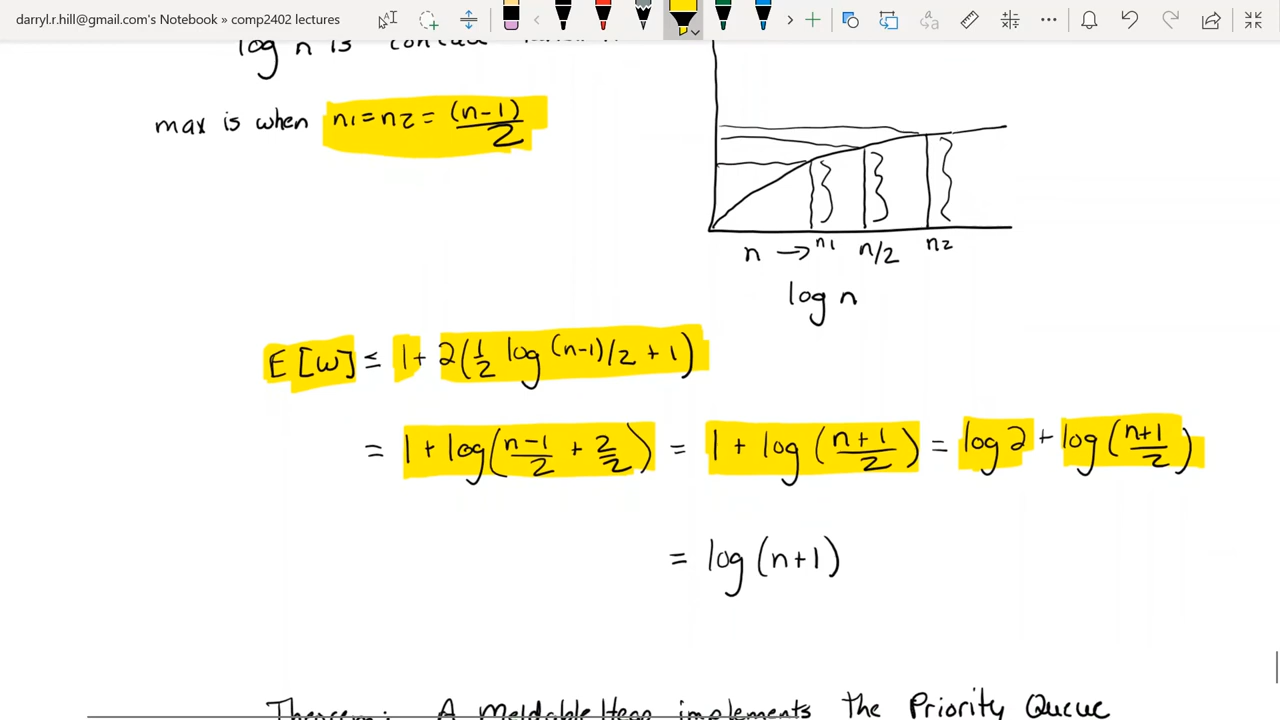 darryl.r.hill@gmail.com's Notebook » comp2402 lectures
log n is
max is when n1 = n2 = (n-1)/2
n → n1 n/2 n2
log n
E[W] ≤ 1 + 2(1/2 log (n-1)/2 + 1)
= 1 + log(n-1/2 + 2/2) = 1 + log(n+1/2) = log 2 + log(n+1/2)
= log(n+1)
Theorem: A MeldableHeap implements the Priority Queue